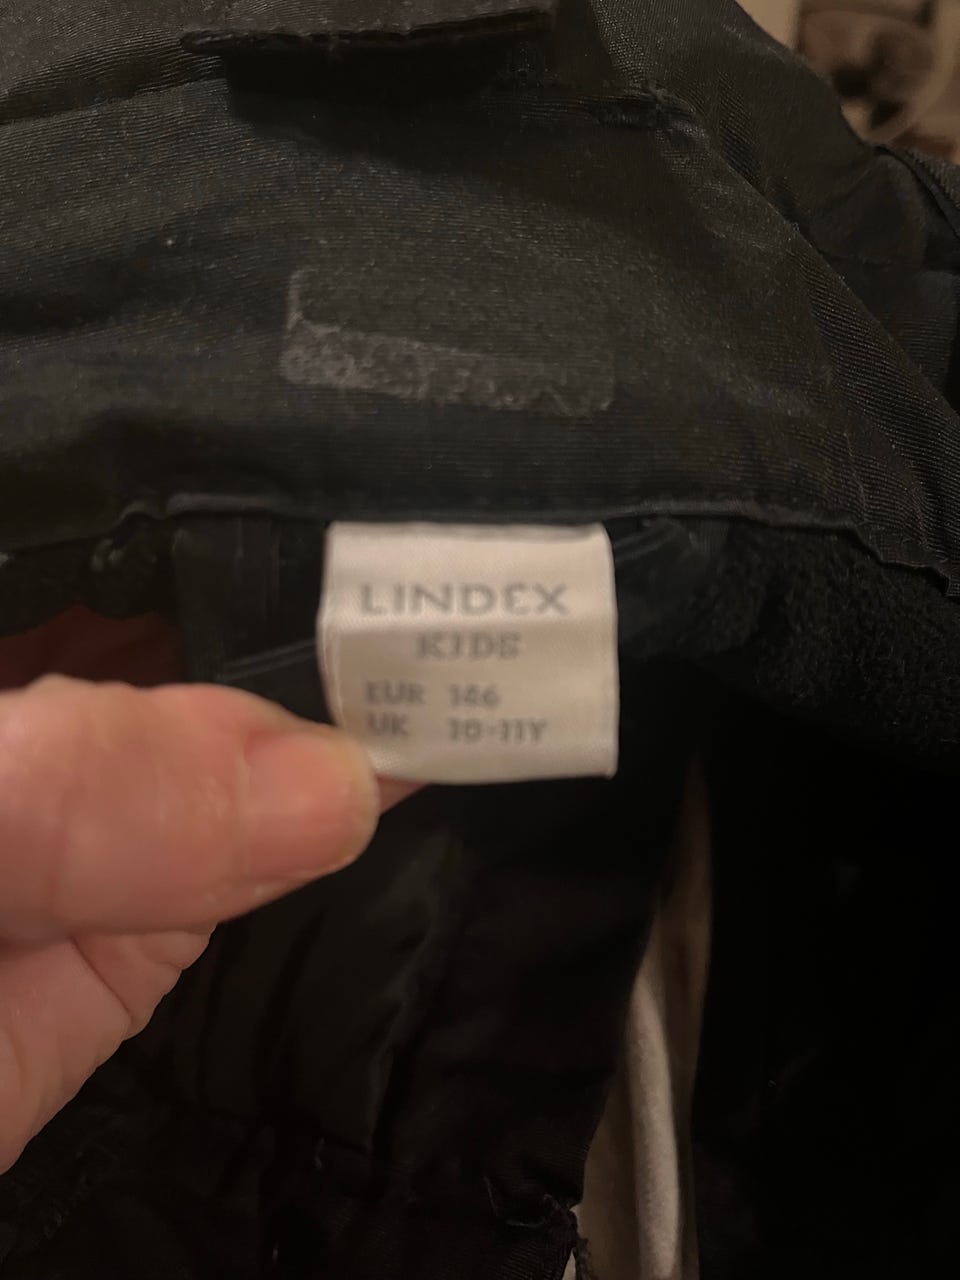 LINDEX
KIDS
EUR 146
UK 10-11Y